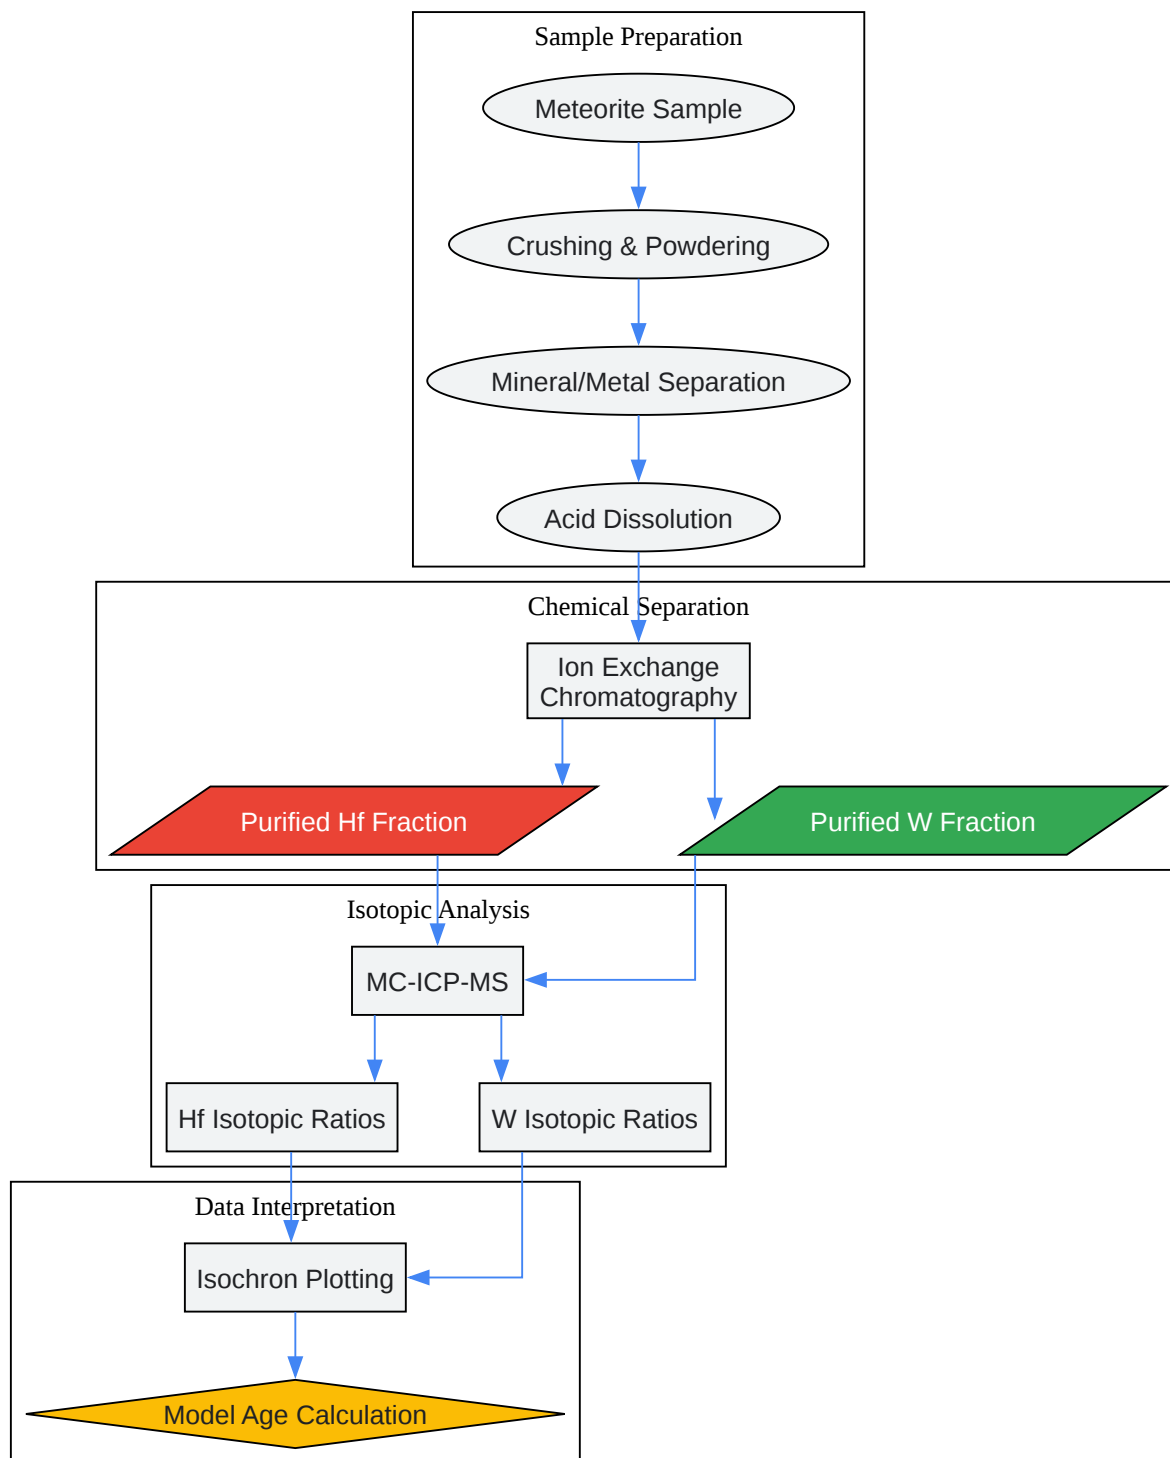 Sample Preparation
Meteorite Sample
Crushing & Powdering
Mineral/Metal Separation
Acid Dissolution
Chemical Separation
Ion Exchange
Chromatography
Purified Hf Fraction
Purified W Fraction
Isotopic Analysis
MC-ICP-MS
Hf Isotopic Ratios
W Isotopic Ratios
Data Interpretation
Isochron Plotting
Model Age Calculation